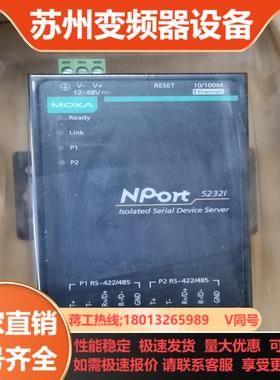 苏州变频器设备
V- V+
12-48V
RESET
10/100M
Ethernet
MOXA
Ready
Link
P1
P2
NPort 5232I
Isolated Serial Device Server
P1 RS-422/485 P2 RS-422/485
T+ T- R+/D+ R-/D- GND T+ T- R+/D+ R-/D- GND
家直销
号齐全
蒋工热线;18013265989 V同号
性能稳定 极速发货 量大可优惠
如需极速报价 请联系客服 享受